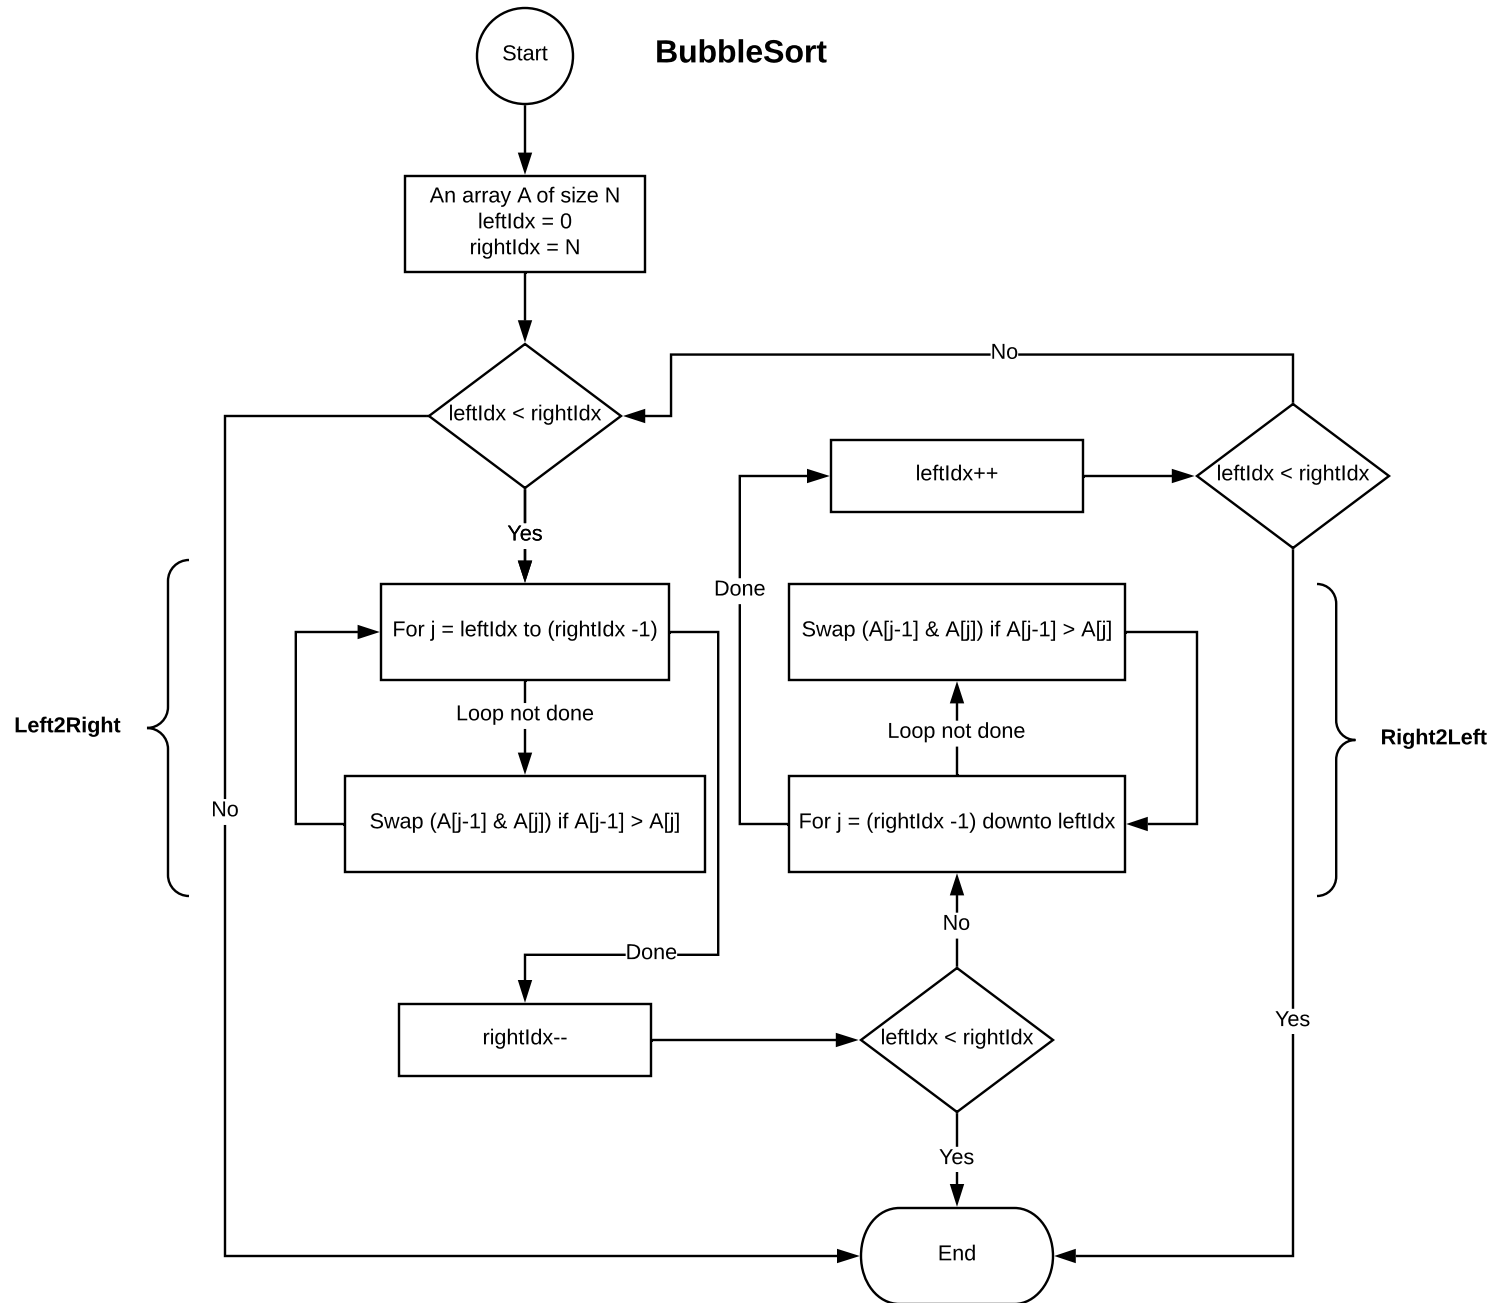 Start
BubbleSort
An array A of size N
leftIdx = 0
rightIdx = N
No
leftIdx < rightIdx
leftIdx++
leftIdx < rightIdx
Yes
Done
For j = leftIdx to (rightIdx -1)
Swap (A[j-1] & A[j]) if A[j-1] > A[j]
Loop not done
Left2Right
Loop not done
Right2Left
No
Swap (A[j-1] & A[j]) if A[j-1] > A[j]
For j = (rightIdx -1) downto leftIdx
No
Done
Yes
rightIdx--
leftIdx < rightIdx
Yes
End